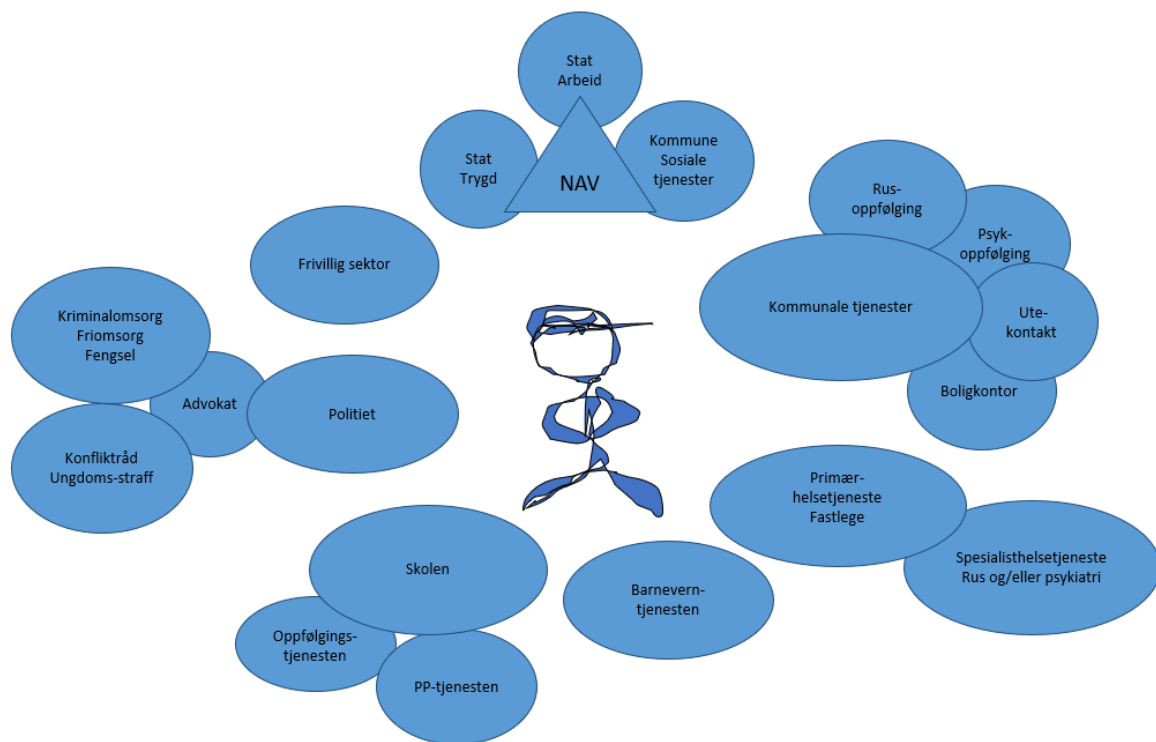 Stat
Arbeid
Stat
Trygd
NAV
Kommune
Sosiale
tjenester
Rus-
oppfølging
Psyk-
oppfølging
Frivillig sektor
Kommunale tjenester
Ute-
kontakt
Boligkontor
Kriminalomsorg
Friomsorg
Fengsel
Advokat
Politiet
Konfliktråd
Ungdoms-straff
Primær-
helsetjeneste
Fastlege
Spesialisthelsetjeneste
Rus og/eller psykiatri
Skolen
Barnevern-
tjenesten
Oppfølgings-
tjenesten
PP-tjenesten